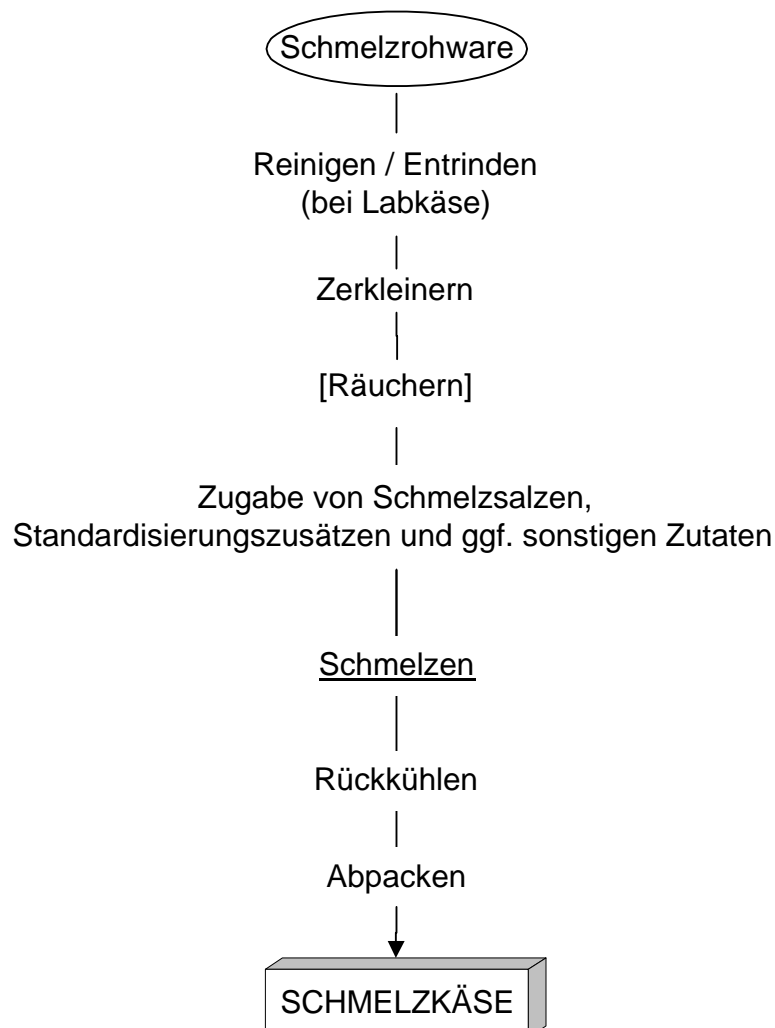 Schmelzrohware
Reinigen / Entrinden
(bei Labkäse)
Zerkleinern
[Räuchern]
Zugabe von Schmelzsalzen,
Standardisierungszusätzen und ggf. sonstigen Zutaten
Schmelzen
Rückkühlen
Abpacken
SCHMELZKÄSE